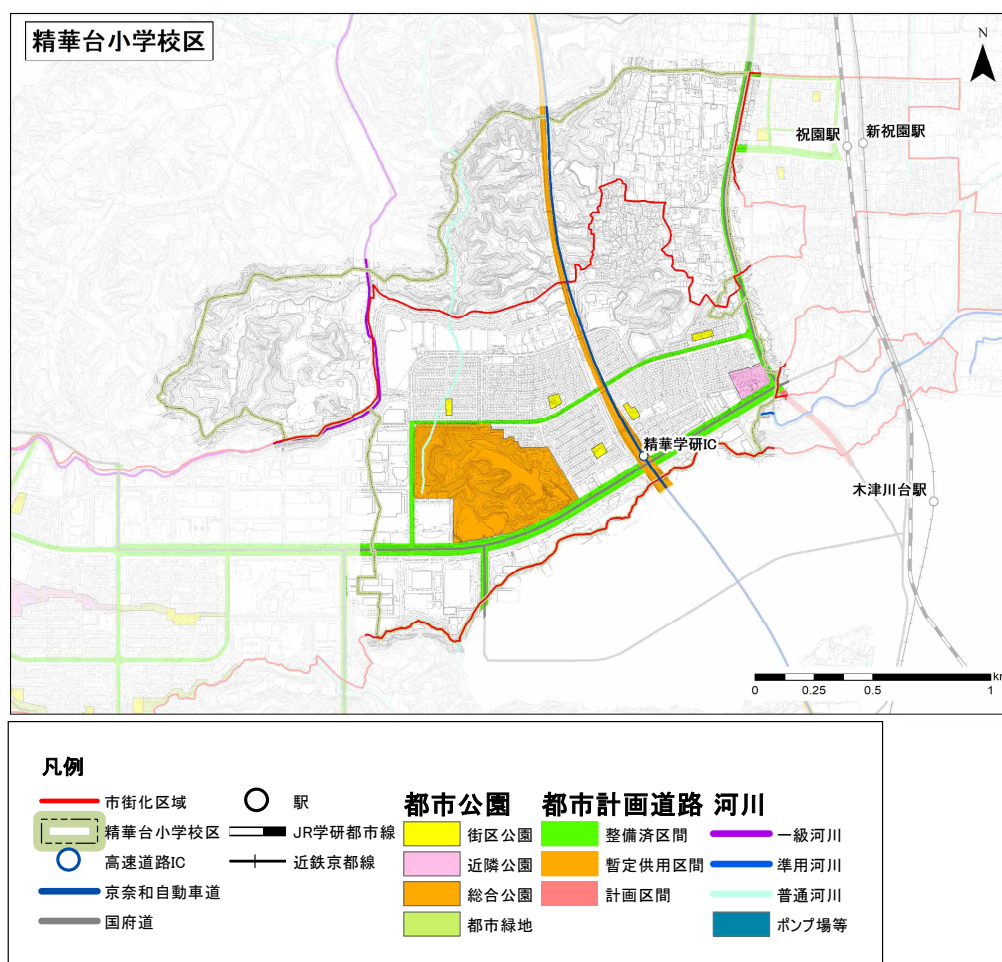 精華台小学校区
N
祝園駅
新祝園駅
精華学研IC
木津川台駅
km
0 0.25 0.5 1
凡例
市街化区域
精華台小学校区
高速道路IC
京奈和自動車道
国府道
駅
JR学研都市線
近鉄京都線
都市公園
街区公園
近隣公園
総合公園
都市緑地
都市計画道路
整備済区間
暫定供用区間
計画区間
河川
一級河川
準用河川
普通河川
ポンプ場等